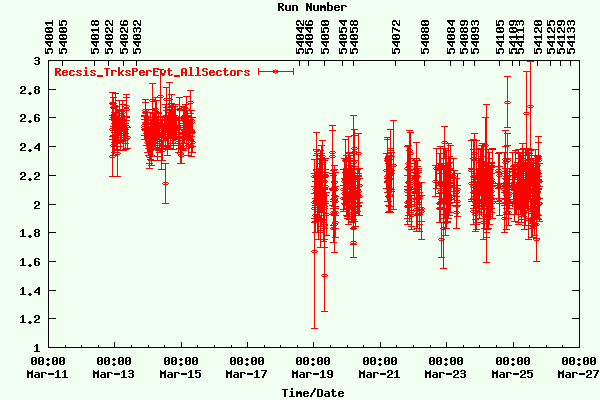 Run Number
54001 54005 54018 54022 54026 54032 54042 54046 54050 54054 54058 54072 54080 54084 54089 54093 54105 54109 54113 54120 54125 54129 54133
3
Recsis_TrksPerEvt_AllSectors
2.8
2.6
2.4
2.2
2
1.8
1.6
1.4
1.2
1
00:00 00:00 00:00 00:00 00:00 00:00 00:00 00:00 00:00
Mar-11 Mar-13 Mar-15 Mar-17 Mar-19 Mar-21 Mar-23 Mar-25 Mar-27
Time/Date